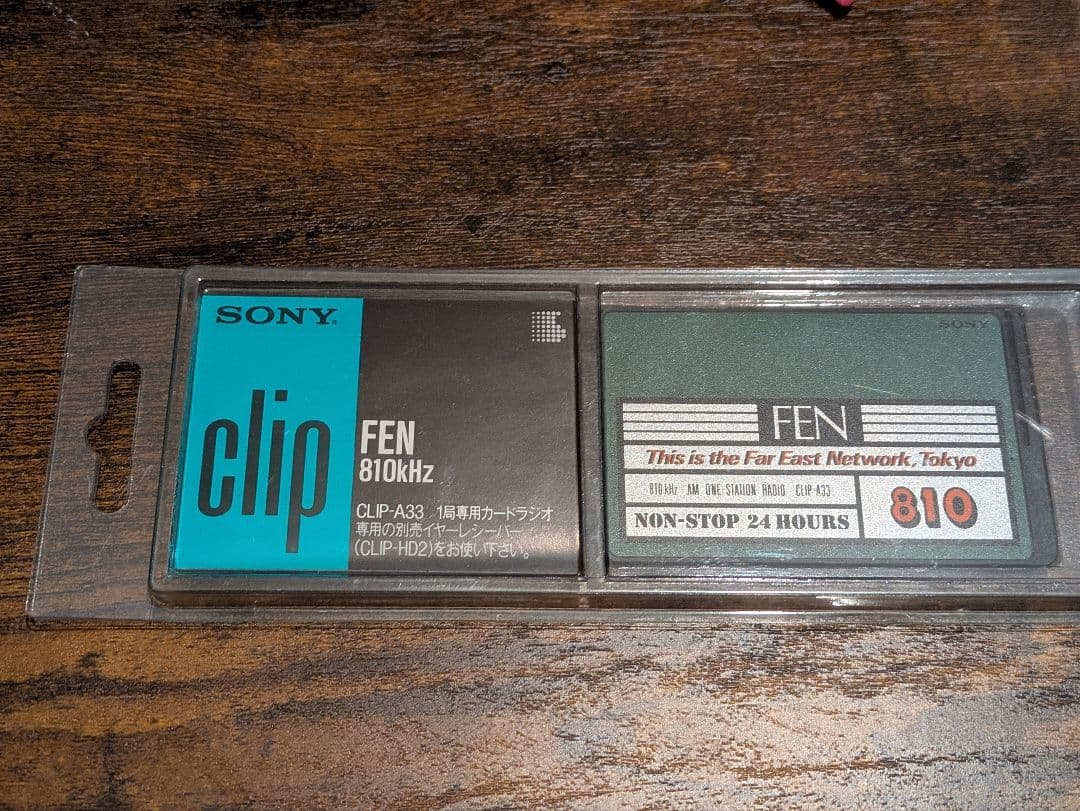 SONY®
clip
FEN
810kHz
CLIP-A33 1局専用カードラジオ
専用の別売イヤーレシーバー
(CLIP-HD2)をお使い下さい。
SONY
FEN
This is the Far East Network, Tokyo
810kHz AM ONE STATION RADIO CLIP-A33
NON-STOP 24 HOURS
810